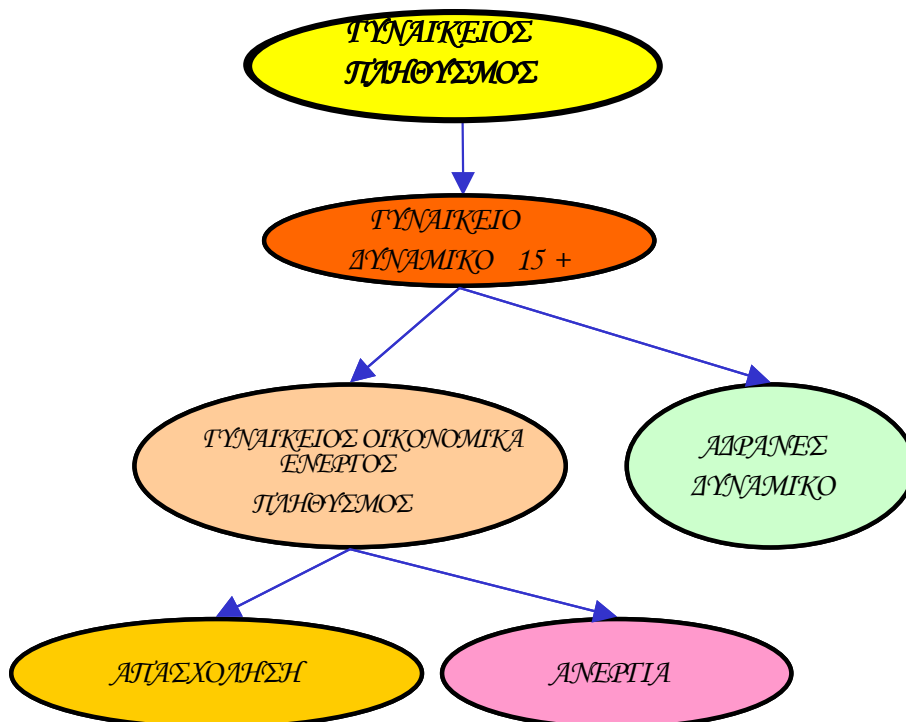 ΓΥΝΑΙΚΕΙΟΣ
ΠΛΗΘΥΣΜΟΣ
ΓΥΝΑΙΚΕΙΟ
ΔΥΝΑΜΙΚΟ 15 +
ΓΥΝΑΙΚΕΙΟΣ ΟΙΚΟΝΟΜΙΚΑ
ΕΝΕΡΓΟΣ
ΠΛΗΘΥΣΜΟΣ
ΑΔΡΑΝΕΣ
ΔΥΝΑΜΙΚΟ
ΑΠΑΣΧΟΛΗΣΗ
ΑΝΕΡΓΙΑ